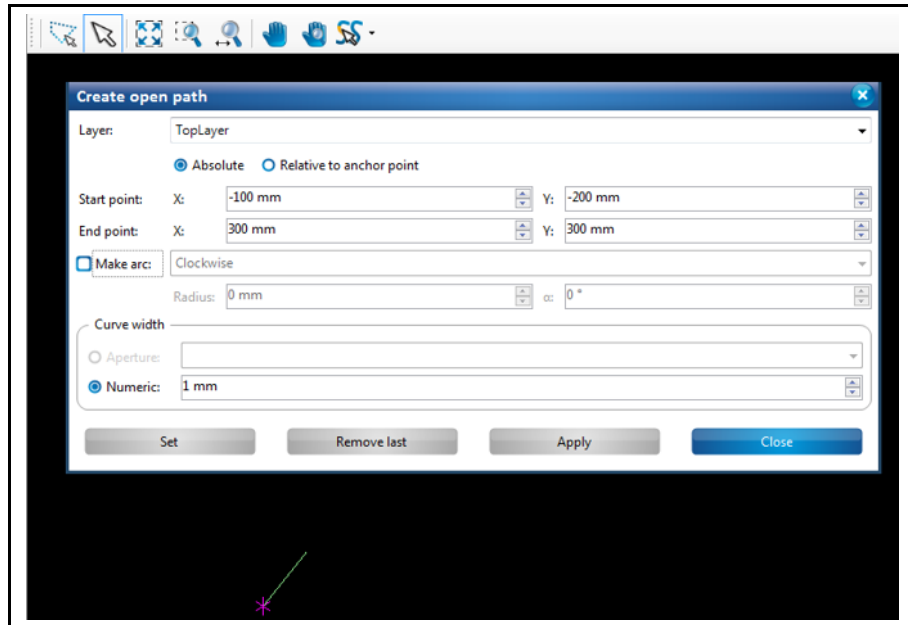 Create open path
Layer: TopLayer
Absolute Relative to anchor point
Start point: X: -100 mm Y: -200 mm
End point: X: 300 mm Y: 300 mm
Make arc: Clockwise
Radius: 0 mm α: 0 °
Curve width
Aperture:
Numeric: 1 mm
Set Remove last Apply Close